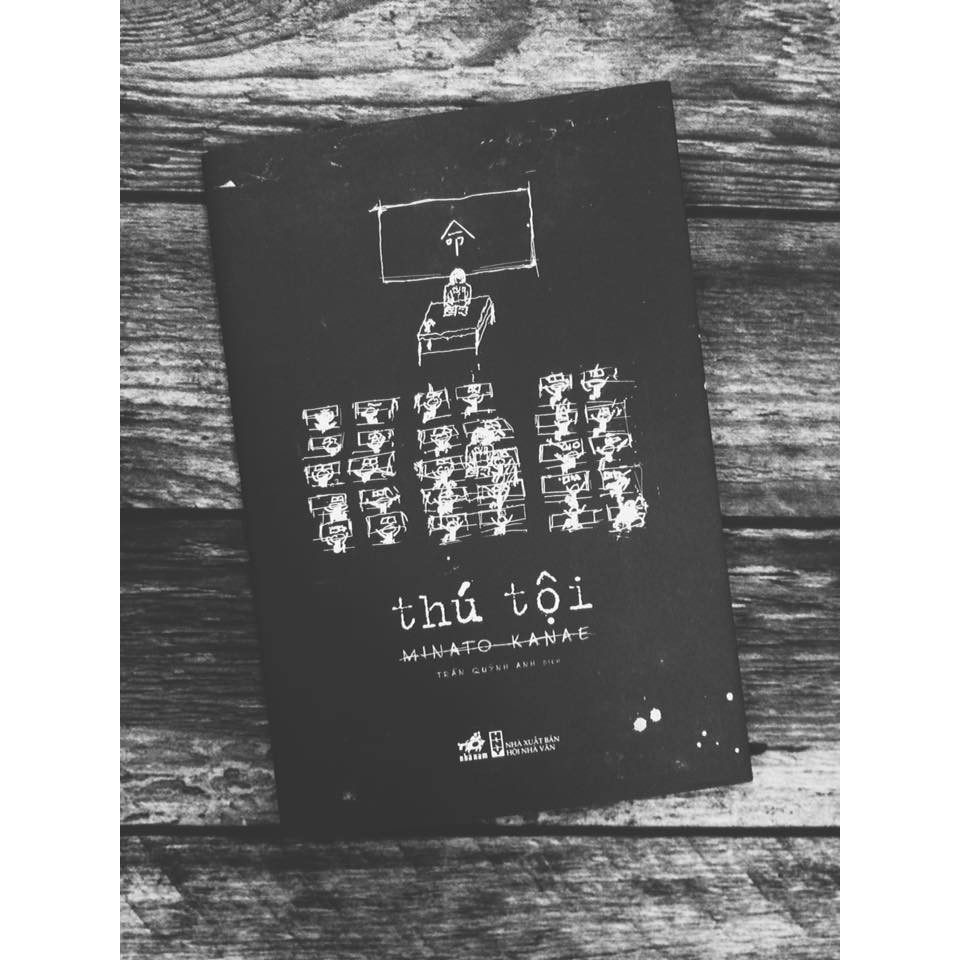 命
thú tội
MINATO KANAE
TRẦN QUỲNH ANH DỊCH
nhã nam
NHÀ XUẤT BẢN
HỘI NHÀ VĂN